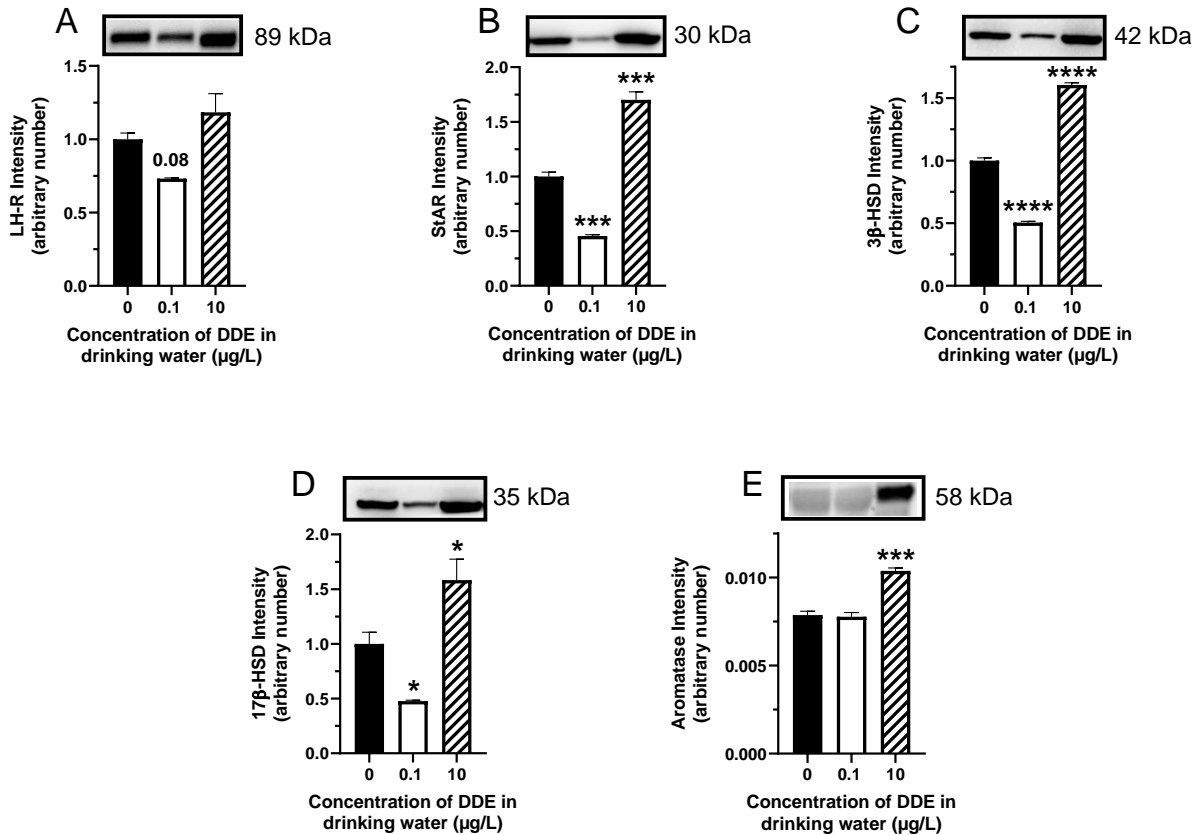 A
89 kDa
1.5
1.0
0.5
0.0
LH-R Intensity
(arbitrary number)
0.08
0
0.1
10
Concentration of DDE in
drinking water (µg/L)
B
30 kDa
2.0
1.5
1.0
0.5
0.0
StAR Intensity
(arbitrary number)
***
***
0
0.1
10
Concentration of DDE in
drinking water (µg/L)
C
42 kDa
1.5
1.0
0.5
0.0
3β-HSD Intensity
(arbitrary number)
****
****
0
0.1
10
Concentration of DDE in
drinking water (µg/L)
D
35 kDa
2.0
1.5
1.0
0.5
0.0
17β-HSD Intensity
(arbitrary number)
*
*
0
0.1
10
Concentration of DDE in
drinking water (µg/L)
E
58 kDa
0.010
0.005
0.000
Aromatase Intensity
(arbitrary number)
***
0
0.1
10
Concentration of DDE in
drinking water (µg/L)